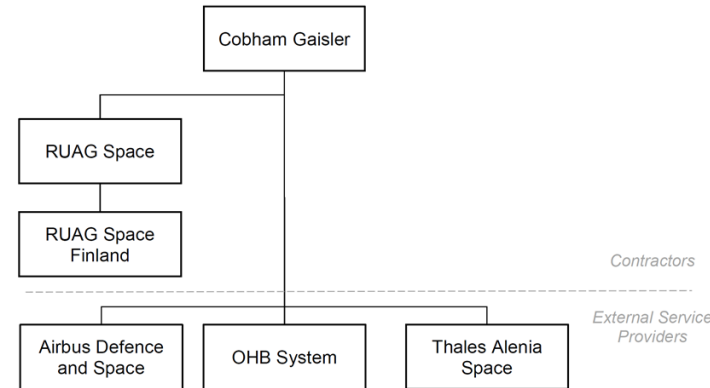 Cobham Gaisler
RUAG Space
RUAG Space
Finland
Contractors
External Service
Providers
Airbus Defence
and Space
OHB System
Thales Alenia
Space